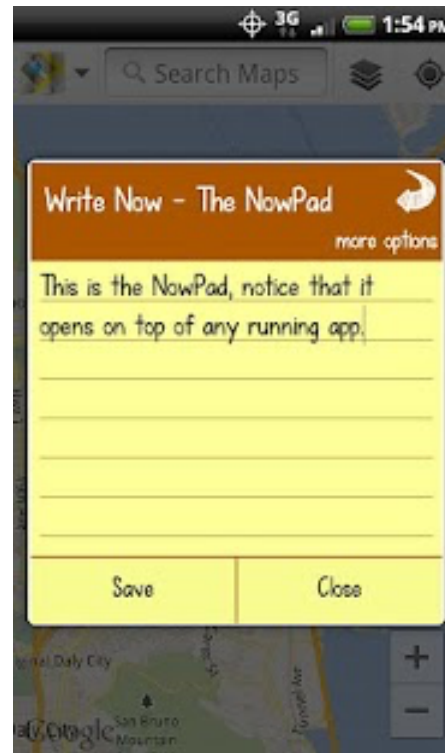 3G 1:54 PM
Search Maps
Write Now - The NowPad
more options
This is the NowPad, notice that it
opens on top of any running app.
Save Close
Daly City
Google
San Bruno
Mountain